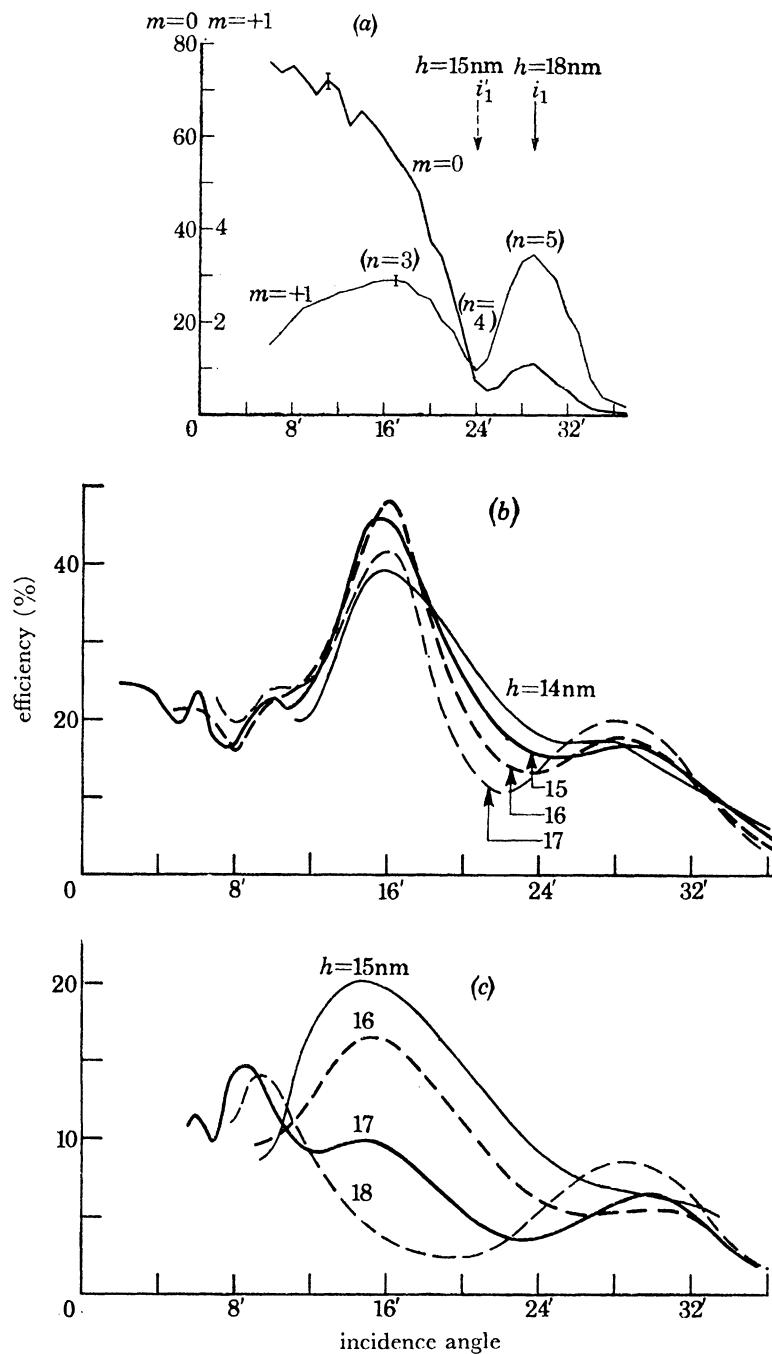 (a)
m=0 m=+1
80
60
40 4
20 2
0
h=15nm h=18nm
i′₁ i₁
m=0
(n=3)
(n=5)
m=+1
(n=
4)
8′ 16′ 24′ 32′
(b)
efficiency (%)
40
20
0
h=14nm
15
16
17
8′ 16′ 24′ 32′
(c)
20
10
0
h=15nm
16
17
18
8′ 16′ 24′ 32′
incidence angle